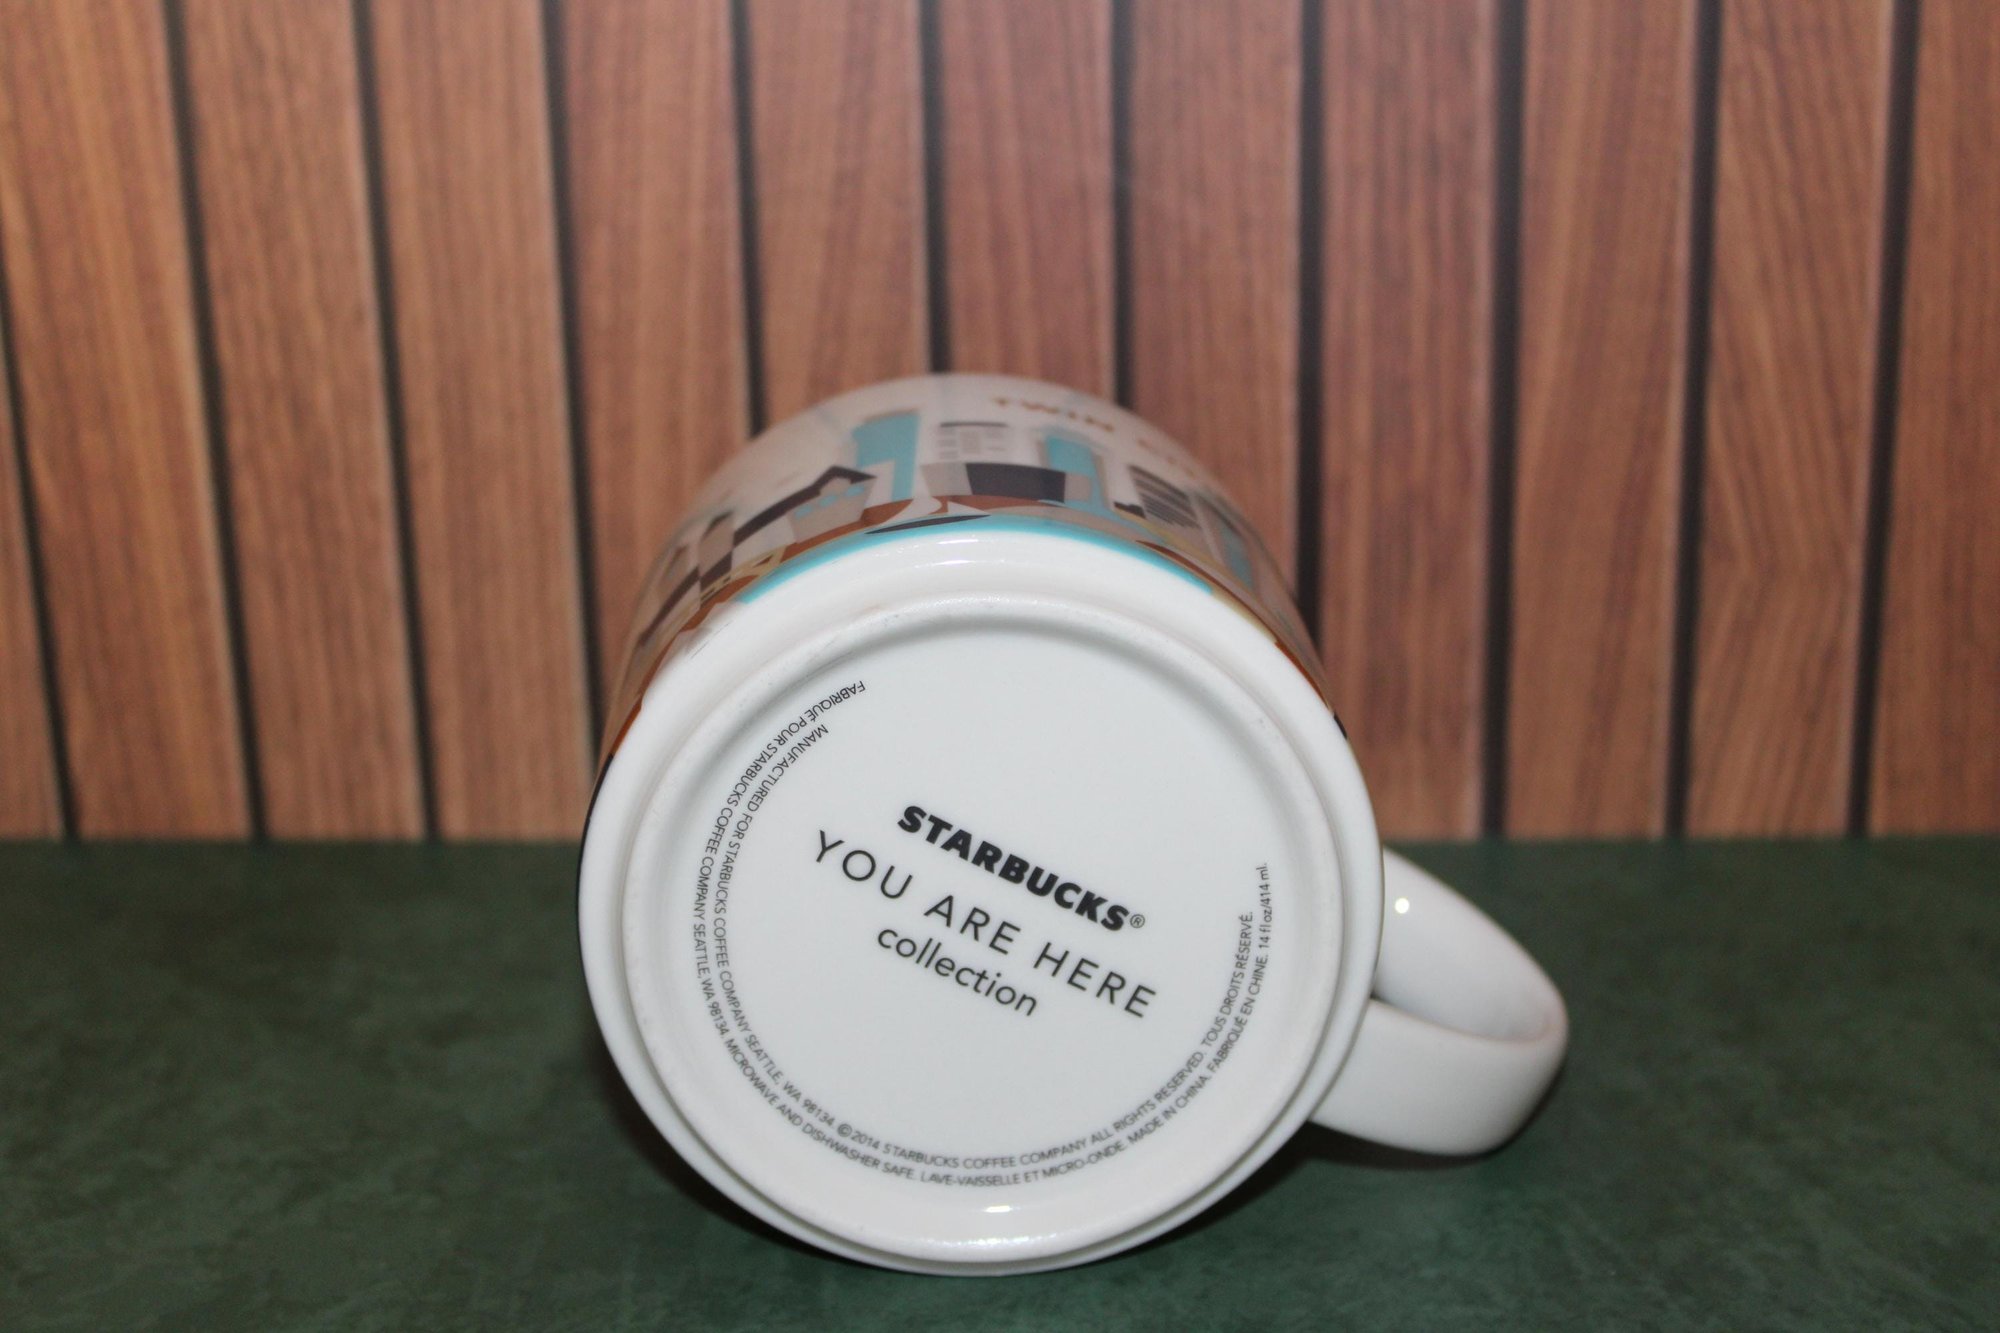 TWIN
STARBUCKS®
YOU ARE HERE
collection
MANUFACTURED FOR STARBUCKS COFFEE COMPANY SEATTLE, WA 98134. ©2014 STARBUCKS COFFEE COMPANY ALL RIGHTS RESERVED. TOUS DROITS RÉSERVÉ.
FABRIQUÉ POUR STARBUCKS COFFEE COMPANY SEATTLE, WA 98134. MICROWAVE AND DISHWASHER SAFE. LAVE-VAISSELLE ET MICRO-ONDE. MADE IN CHINA. FABRIQUÉ EN CHINE. 14 fl oz/414 ml.